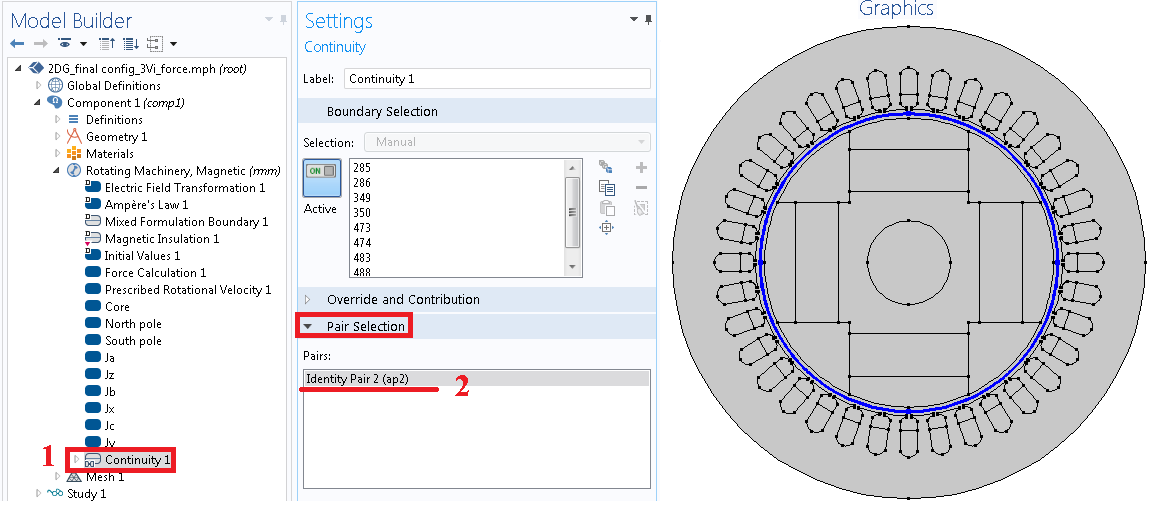 Model Builder
2DG_final config_3Vi_force.mph (root)
Global Definitions
Component 1 (comp1)
Definitions
Geometry 1
Materials
Rotating Machinery, Magnetic (rmm)
Electric Field Transformation 1
Ampère's Law 1
Mixed Formulation Boundary 1
Magnetic Insulation 1
Initial Values 1
Force Calculation 1
Prescribed Rotational Velocity 1
Core
North pole
South pole
Ja
Jz
Jb
Jx
Jc
Jy
1
Continuity 1
Mesh 1
Study 1
Settings
Continuity
Label: Continuity 1
Boundary Selection
Selection: Manual
ON
Active
285
286
349
350
473
474
483
488
Override and Contribution
Pair Selection
Pairs:
Identity Pair 2 (ap2)
2
Graphics